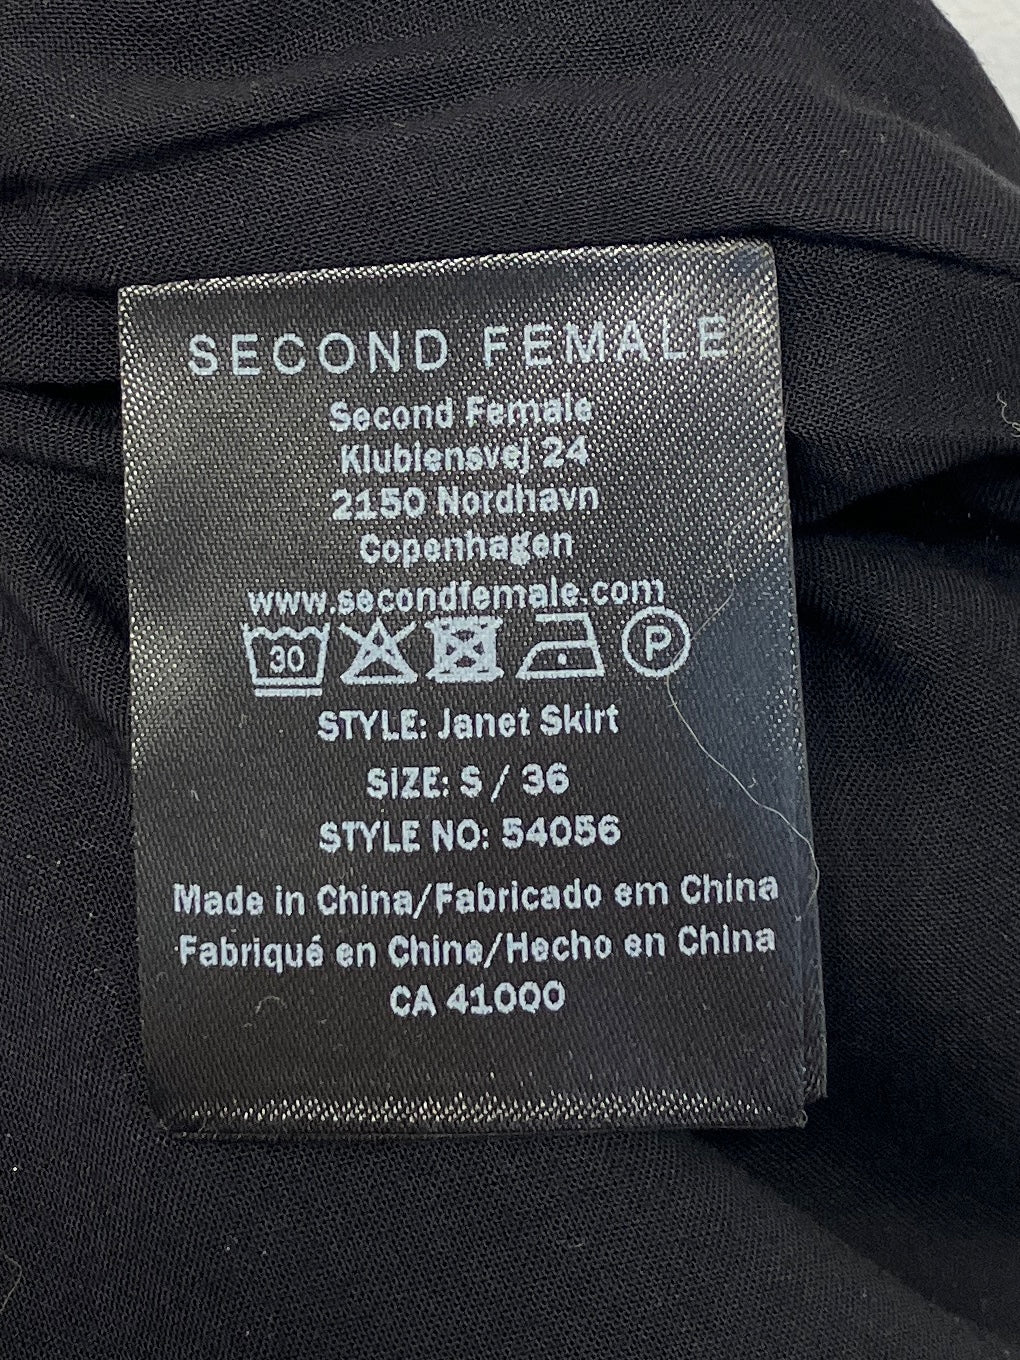 SECOND FEMALE
Second Female
Klubiensvej 24
2150 Nordhavn
Copenhagen
www.secondfemale.com
30 P
STYLE: Janet Skirt
SIZE: S / 36
STYLE NO: 54056
Made in China/Fabricado em China
Fabriqué en Chine/Hecho en China
CA 41000